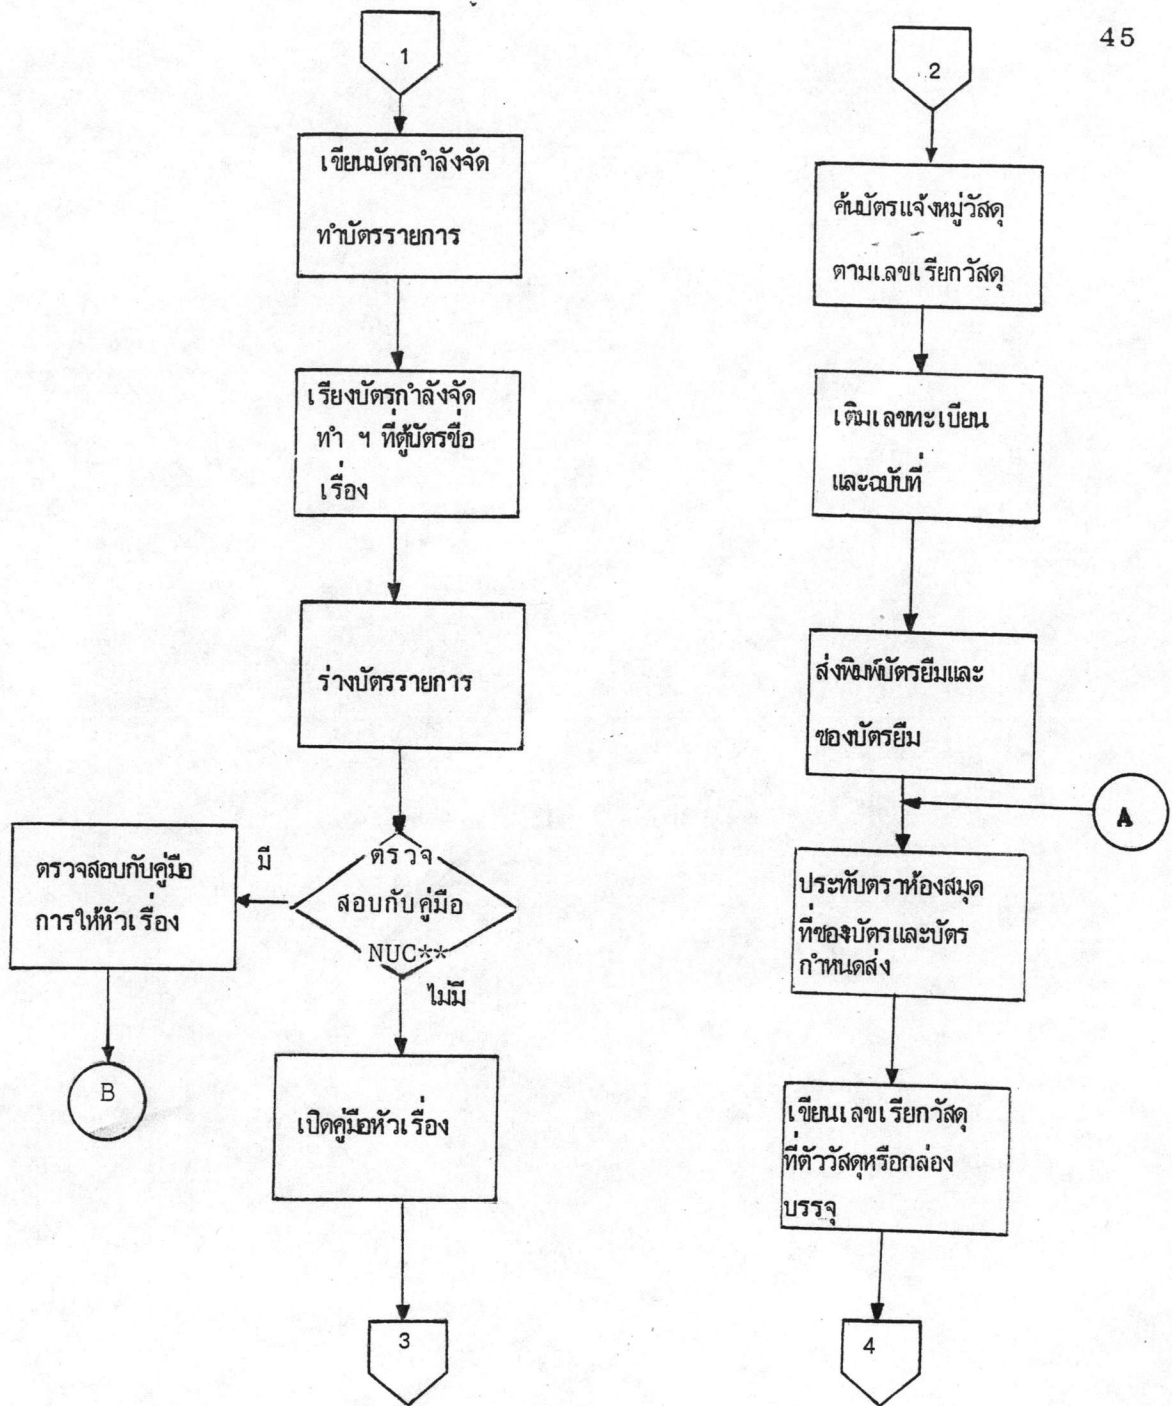 45
1
เขียนบัตรกำลังจัด
ทำบัตรรายการ
เรียงบัตรกำลังจัด
ทำ ฯ ที่ตู้บัตรชื่อ
เรื่อง
ร่างบัตรรายการ
ตรวจ
สอบกับคู่มือ
NUC**
มี
ตรวจสอบกับคู่มือ
การให้หัวเรื่อง
B
ไม่มี
เปิดคู่มือหัวเรื่อง
3
2
ค้นบัตรแจ้งหมู่วัสดุ
ตามเลขเรียกวัสดุ
เติมเลขทะเบียน
และฉบับที่
ส่งพิมพ์บัตรยืมและ
ซองบัตรยืม
A
ประทับตราห้องสมุด
ที่ซองบัตรและบัตร
กำหนดส่ง
เขียนเลขเรียกวัสดุ
ที่ตัววัสดุหรือกล่อง
บรรจุ
4